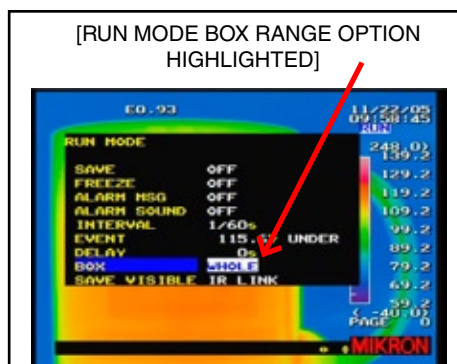 [RUN MODE BOX RANGE OPTION
HIGHLIGHTED]
E0.93
11/22/05
09:58:45
RUN
RUN MODE
248.0)
139.2
SAVE OFF
129.2
FREEZE OFF
ALARM MSG OFF
119.2
ALARM SOUND OFF
109.2
INTERVAL 1/60s
99.2
EVENT 115. UNDER
89.2
DELAY 0s
BOX WHOLE
79.2
SAVE VISIBLE IR LINK
69.2
59.2
( -40.0)
PAGE 0
MIKRON